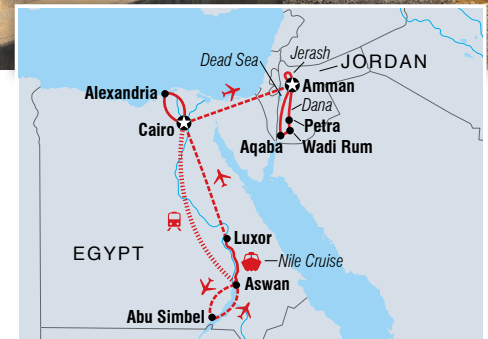 Dead Sea
Jerash
JORDAN
Alexandria
Amman
Dana
Cairo
Petra
Aqaba
Wadi Rum
Luxor
EGYPT
Nile Cruise
Aswan
Abu Simbel